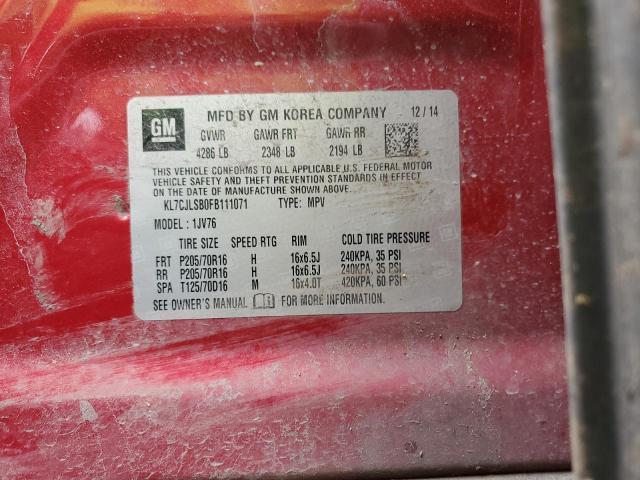 GM MFD BY GM KOREA COMPANY 12 / 14
GVWR GAWR FRT GAWR RR
4286 LB 2348 LB 2194 LB
THIS VEHICLE CONFORMS TO ALL APPLICABLE U.S. FEDERAL MOTOR
VEHICLE SAFETY AND THEFT PREVENTION STANDARDS IN EFFECT
ON THE DATE OF MANUFACTURE SHOWN ABOVE.
KL7CJLSB0FB111071 TYPE: MPV
MODEL: 1JV76
TIRE SIZE SPEED RTG RIM COLD TIRE PRESSURE
FRT P205/70R16 H 16x6.5J 240KPA, 35 PSI
RR P205/70R16 H 16x6.5J 240KPA, 35 PSI
SPA T125/70D16 M 16x4.0T 420KPA, 60 PSI
SEE OWNER'S MANUAL FOR MORE INFORMATION.